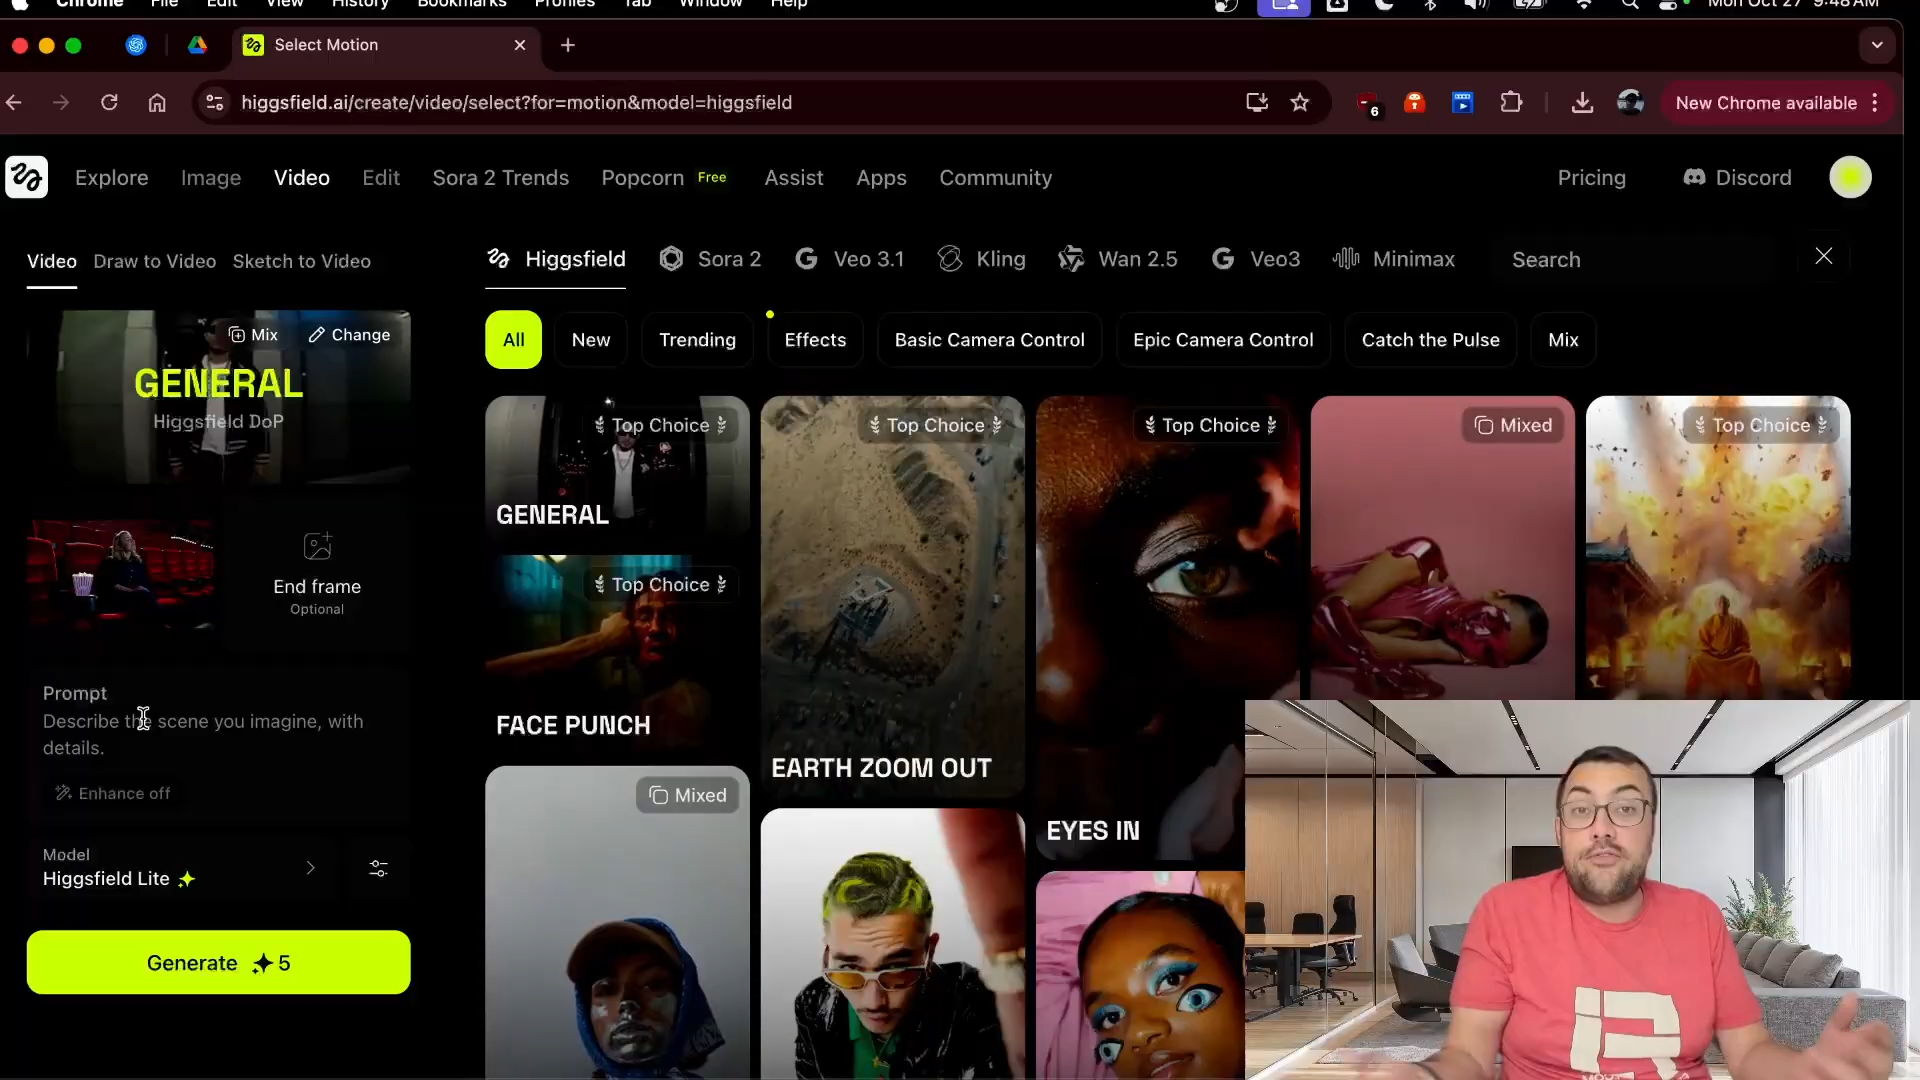 Chrome File Edit View History Bookmarks Profiles Tab Window Help Mon Oct 27 9:48 AM
Select Motion
higgsfield.ai/create/video/select?for=motion&model=higgsfield
6
New Chrome available
Explore Image Video Edit Sora 2 Trends Popcorn Free Assist Apps Community Pricing Discord
Video Draw to Video Sketch to Video
Higgsfield Sora 2 G Veo 3.1 Kling Wan 2.5 G Veo3 Minimax Search
All New Trending Effects Basic Camera Control Epic Camera Control Catch the Pulse Mix
Mix Change
GENERAL
Higgsfield DoP
End frame
Optional
Prompt
Describe the scene you imagine, with
details.
Enhance off
Model
Higgsfield Lite
Generate 5
Top Choice
GENERAL
Top Choice
FACE PUNCH
Mixed
Top Choice
EARTH ZOOM OUT
Top Choice
EYES IN
Mixed
Top Choice